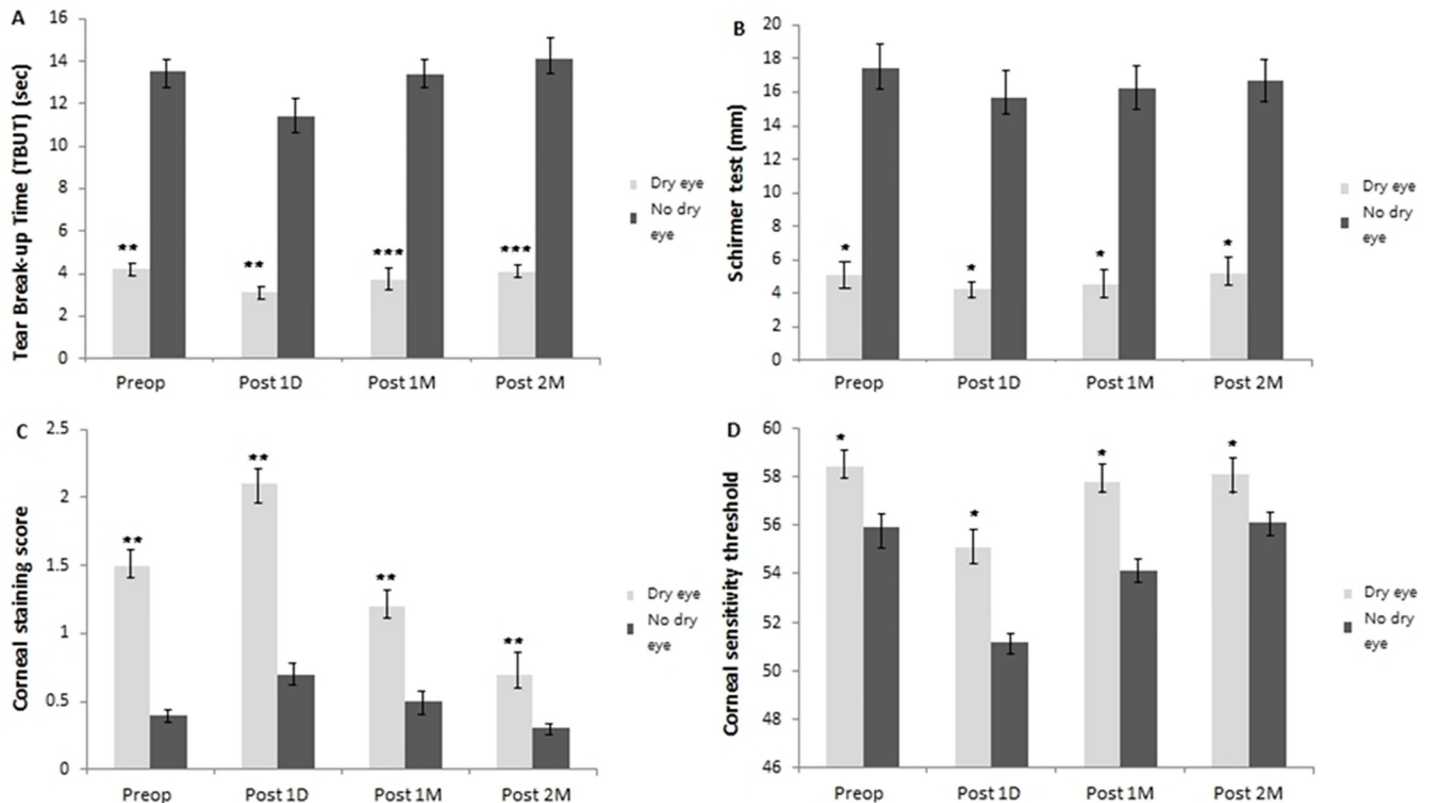 A
Tear Break-up Time (TBUT) (sec)
16
14
12
10
8
6
4
2
0
**
**
***
***
Preop
Post 1D
Post 1M
Post 2M
Dry eye
No dry
eye
B
Schirmer test (mm)
20
18
16
14
12
10
8
6
4
2
0
*
*
*
*
Preop
Post 1D
Post 1M
Post 2M
Dry eye
No dry
eye
C
Corneal staining score
2.5
2
1.5
1
0.5
0
**
**
**
**
Preop
Post 1D
Post 1M
Post 2M
Dry eye
No dry
eye
D
Corneal sensitivity threshold
60
58
56
54
52
50
48
46
*
*
*
*
Preop
Post 1D
Post 1M
Post 2M
Dry eye
No dry
eye